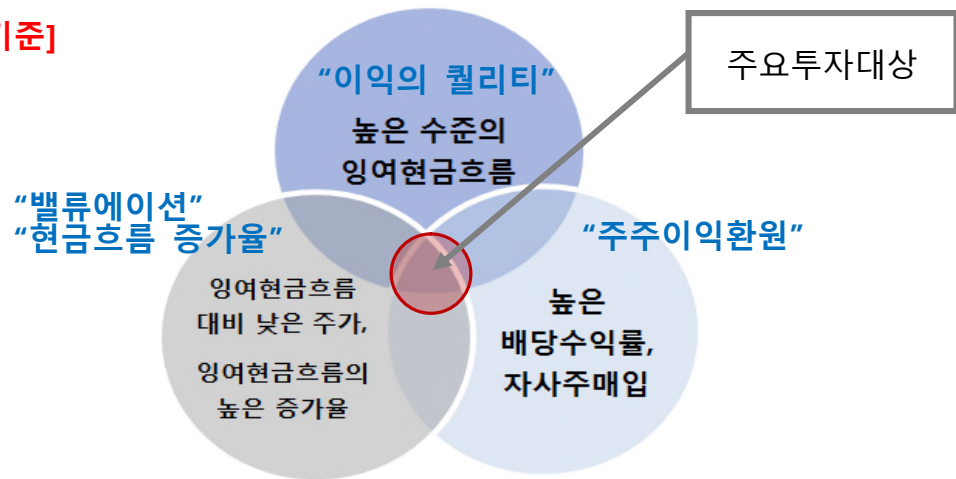 기준]
주요투자대상
“이익의 퀄리티”
높은 수준의
잉여현금흐름
“밸류에이션”
“현금흐름 증가율”
잉여현금흐름
대비 낮은 주가,
잉여현금흐름의
높은 증가율
“주주이익환원”
높은
배당수익률,
자사주매입